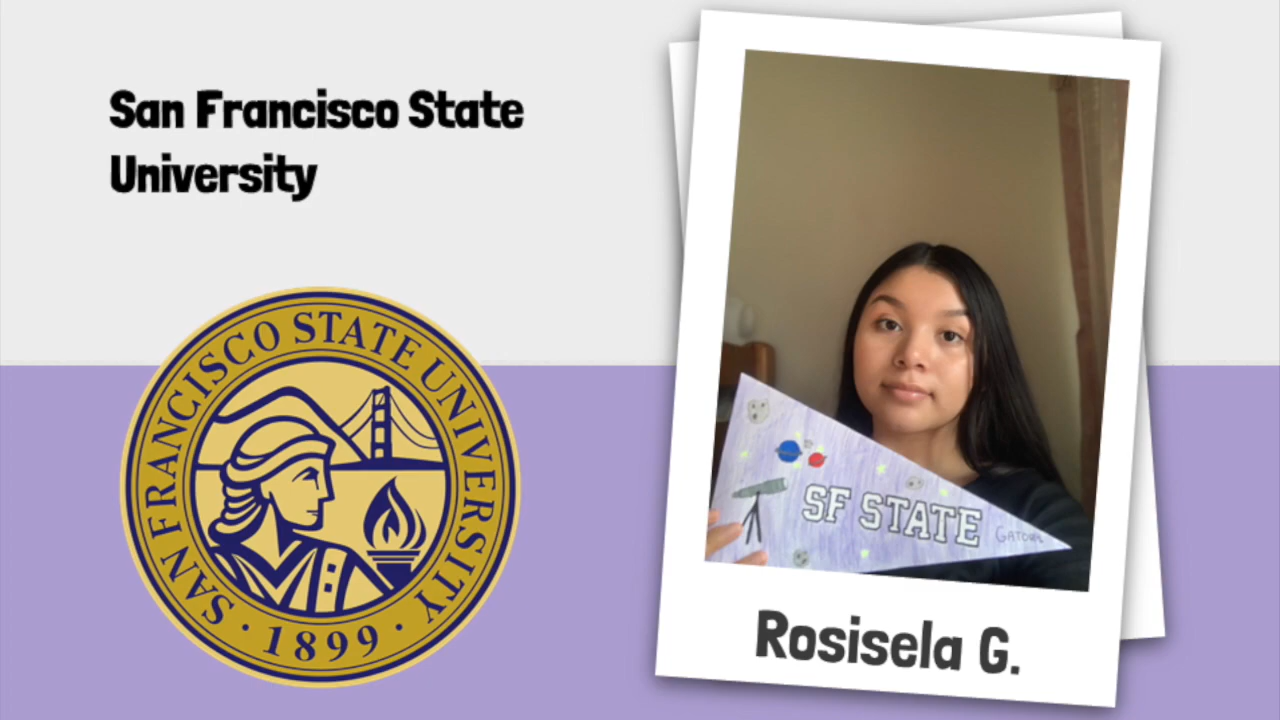 San Francisco State
University
SAN FRANCISCO STATE UNIVERSITY
· 1899 ·
SF STATE
GATORS
Rosisela G.